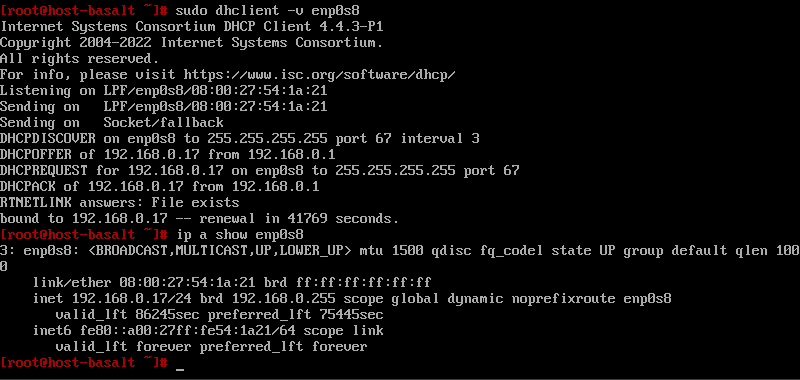 [root@host-basalt ~]# sudo dhclient -v enp0s8
Internet Systems Consortium DHCP Client 4.4.3-P1
Copyright 2004-2022 Internet Systems Consortium.
All rights reserved.
For info, please visit https://www.isc.org/software/dhcp/
Listening on LPF/enp0s8/08:00:27:54:1a:21
Sending on   LPF/enp0s8/08:00:27:54:1a:21
Sending on   Socket/fallback
DHCPDISCOVER on enp0s8 to 255.255.255.255 port 67 interval 3
DHCPOFFER of 192.168.0.17 from 192.168.0.1
DHCPREQUEST for 192.168.0.17 on enp0s8 to 255.255.255.255 port 67
DHCPACK of 192.168.0.17 from 192.168.0.1
RTNETLINK answers: File exists
bound to 192.168.0.17 -- renewal in 41769 seconds.
[root@host-basalt ~]# ip a show enp0s8
3: enp0s8: <BROADCAST,MULTICAST,UP,LOWER_UP> mtu 1500 qdisc fq_codel state UP group default qlen 100
0
    link/ether 08:00:27:54:1a:21 brd ff:ff:ff:ff:ff:ff
    inet 192.168.0.17/24 brd 192.168.0.255 scope global dynamic noprefixroute enp0s8
       valid_lft 86245sec preferred_lft 75445sec
    inet6 fe80::a00:27ff:fe54:1a21/64 scope link
       valid_lft forever preferred_lft forever
[root@host-basalt ~]# _